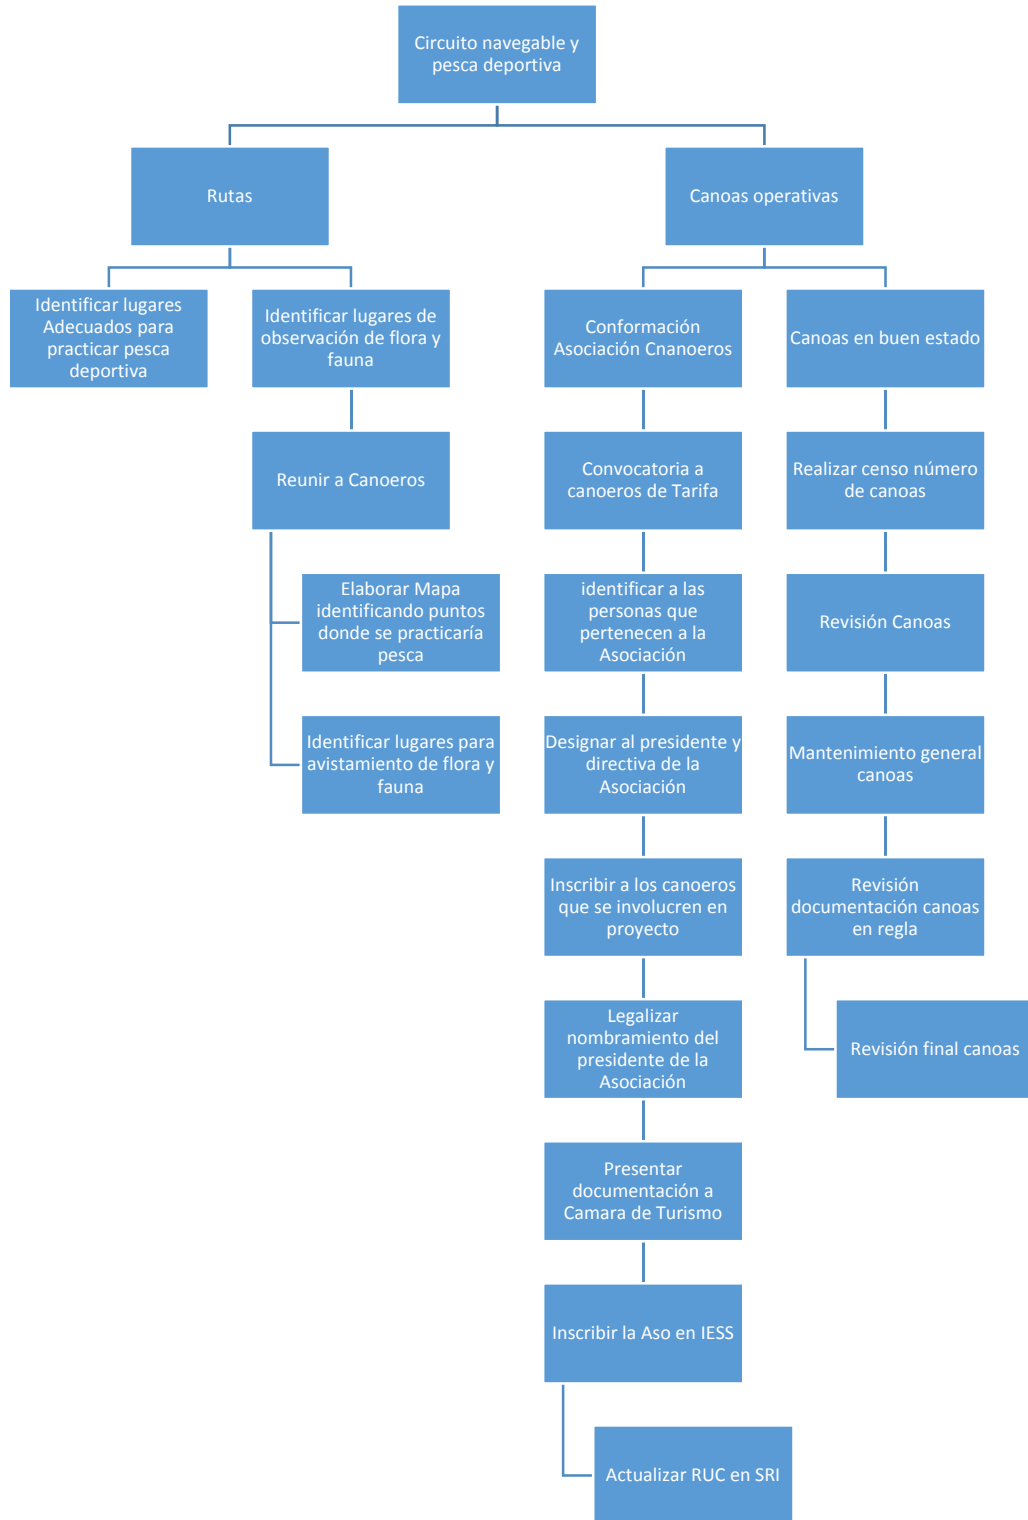 Circuito navegable y
pesca deportiva
Rutas
Canoas operativas
Identificar lugares
Adecuados para
practicar pesca
deportiva
Identificar lugares de
observación de flora y
fauna
Conformación
Asociación Cnanoeros
Canoas en buen estado
Reunir a Canoeros
Convocatoria a
canoeros de Tarifa
Realizar censo número
de canoas
Elaborar Mapa
identificando puntos
donde se practicaría
pesca
identificar a las
personas que
pertenecen a la
Asociación
Revisión Canoas
Identificar lugares para
avistamiento de flora y
fauna
Designar al presidente y
directiva de la
Asociación
Mantenimiento general
canoas
Inscribir a los canoeros
que se involucren en
proyecto
Revisión
documentación canoas
en regla
Legalizar
nombramiento del
presidente de la
Asociación
Revisión final canoas
Presentar
documentación a
Camara de Turismo
Inscribir la Aso en IESS
Actualizar RUC en SRI